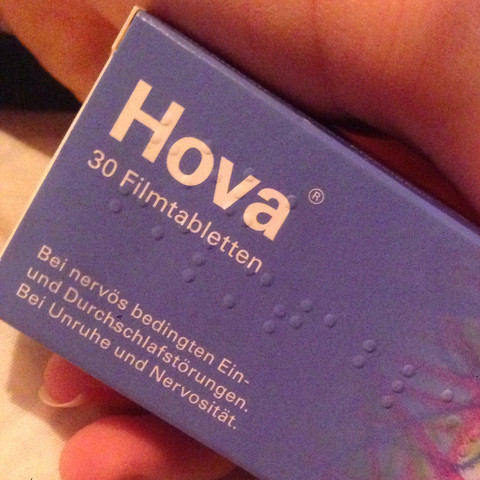 Hova®
30 Filmtabletten
Bei nervös bedingten Ein-
und Durchschlafstörungen.
Bei Unruhe und Nervosität.